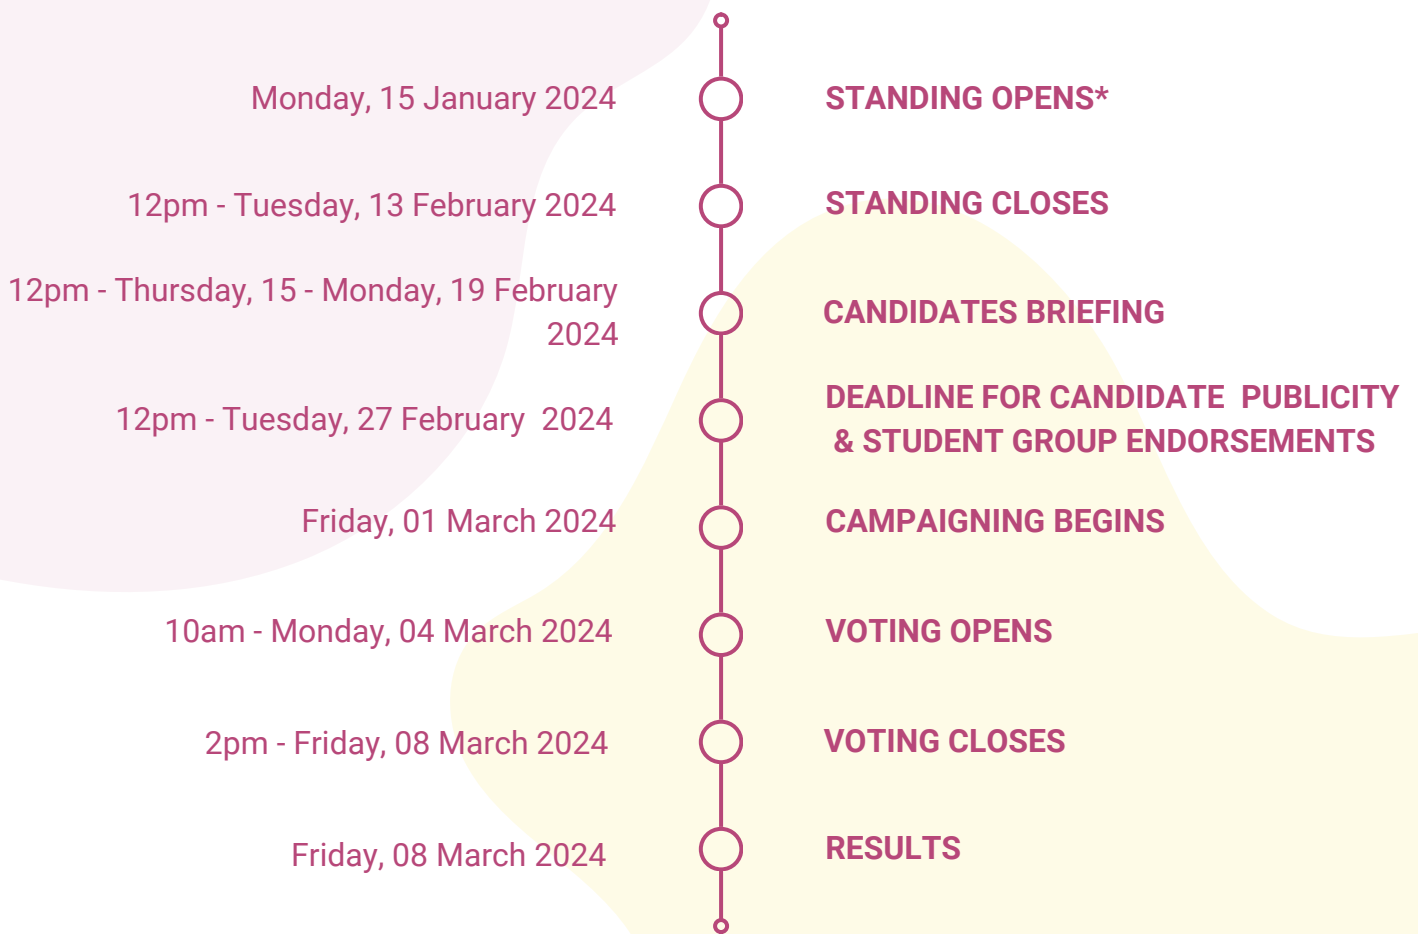 Monday, 15 January 2024
STANDING OPENS*
12pm - Tuesday, 13 February 2024
STANDING CLOSES
12pm - Thursday, 15 - Monday, 19 February
2024
CANDIDATES BRIEFING
12pm - Tuesday, 27 February 2024
DEADLINE FOR CANDIDATE PUBLICITY
& STUDENT GROUP ENDORSEMENTS
Friday, 01 March 2024
CAMPAIGNING BEGINS
10am - Monday, 04 March 2024
VOTING OPENS
2pm - Friday, 08 March 2024
VOTING CLOSES
Friday, 08 March 2024
RESULTS